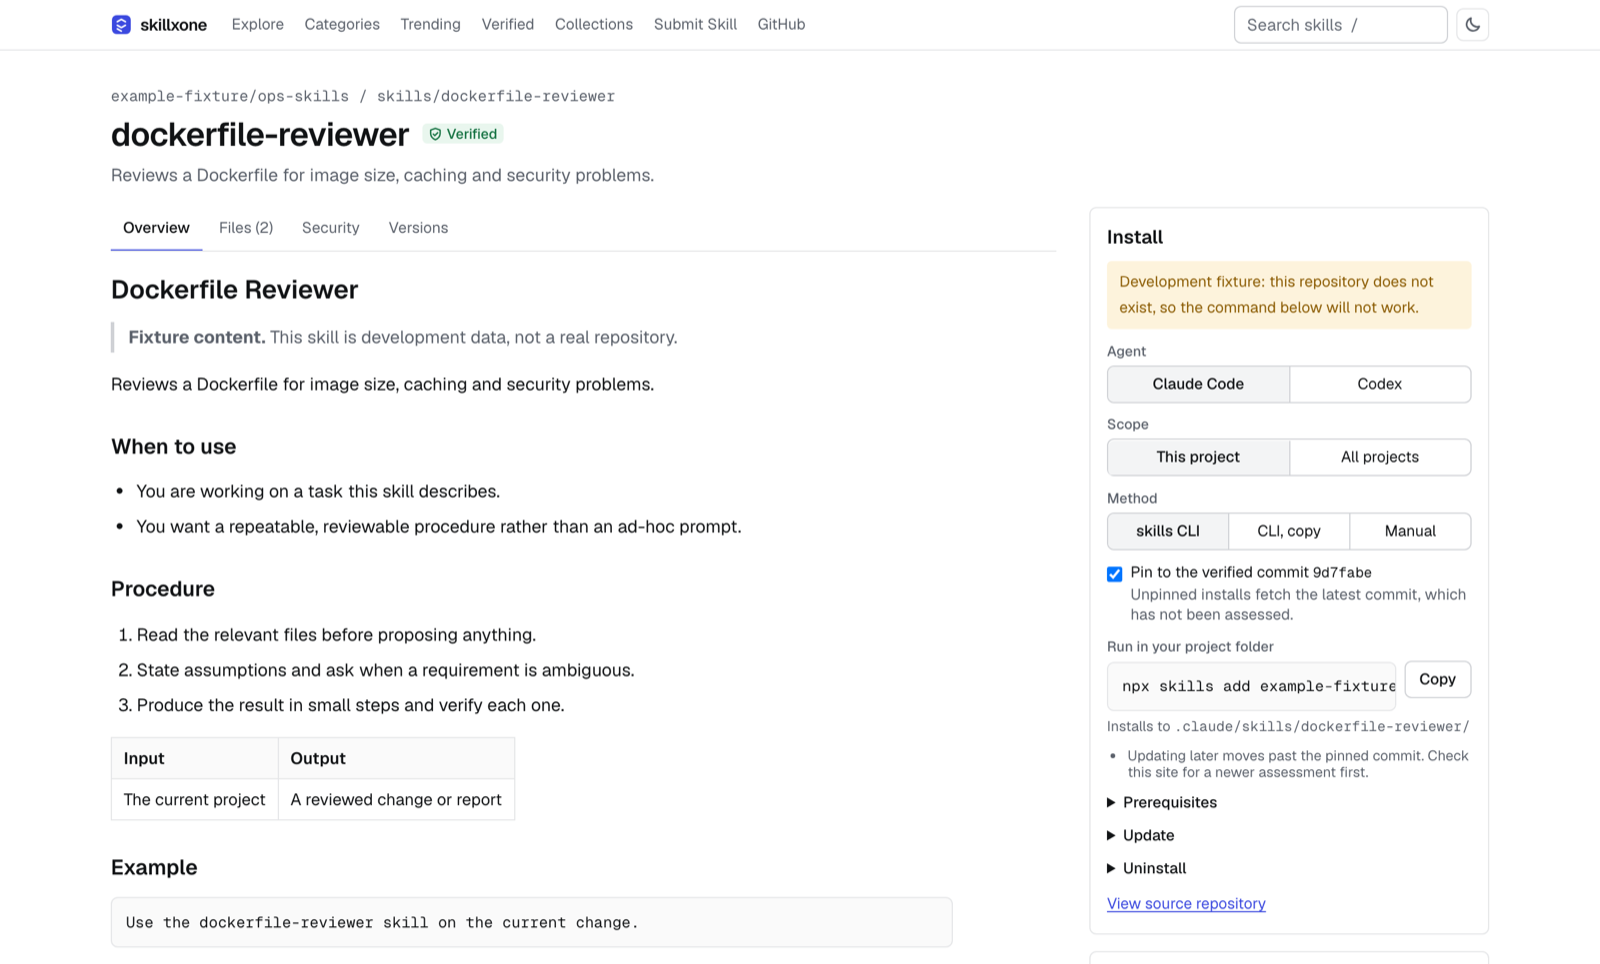 skillxone
Explore
Categories
Trending
Verified
Collections
Submit Skill
GitHub
Search skills /
example-fixture/ops-skills / skills/dockerfile-reviewer
dockerfile-reviewer
Verified
Reviews a Dockerfile for image size, caching and security problems.
Overview
Files (2)
Security
Versions
Dockerfile Reviewer
Fixture content. This skill is development data, not a real repository.
Reviews a Dockerfile for image size, caching and security problems.
When to use
• You are working on a task this skill describes.
• You want a repeatable, reviewable procedure rather than an ad-hoc prompt.
Procedure
1. Read the relevant files before proposing anything.
2. State assumptions and ask when a requirement is ambiguous.
3. Produce the result in small steps and verify each one.
Input Output
The current project A reviewed change or report
Example
Use the dockerfile-reviewer skill on the current change.
Install
Development fixture: this repository does not
exist, so the command below will not work.
Agent
Claude Code Codex
Scope
This project All projects
Method
skills CLI CLI, copy Manual
Pin to the verified commit 9d7fabe
Unpinned installs fetch the latest commit, which
has not been assessed.
Run in your project folder
npx skills add example-fixture
Copy
Installs to .claude/skills/dockerfile-reviewer/
• Updating later moves past the pinned commit. Check
this site for a newer assessment first.
Prerequisites
Update
Uninstall
View source repository